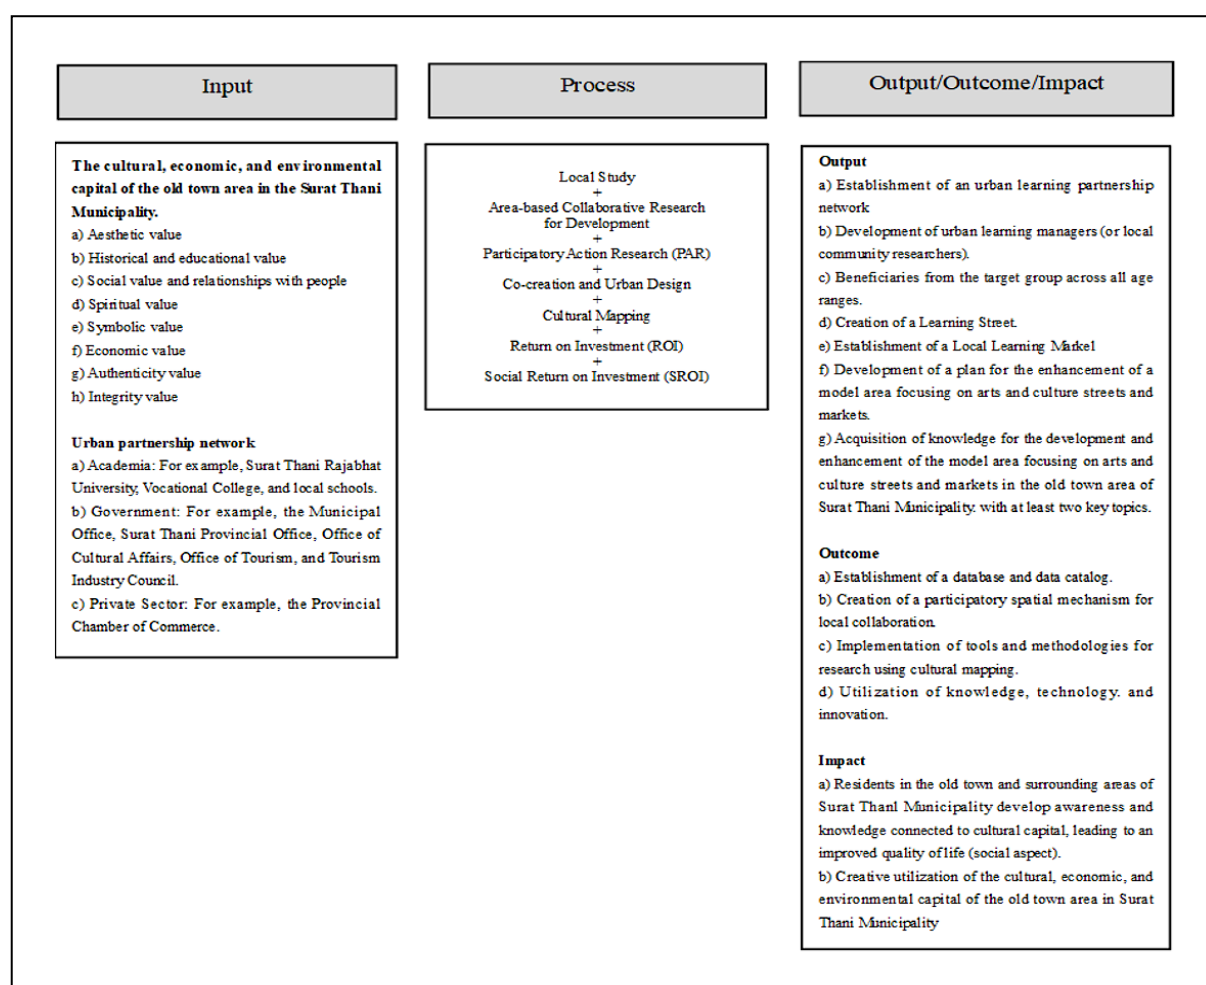 Input
The cultural, economic, and environmental
capital of the old town area in the Surat Thani
Municipality.
a) Aesthetic value
b) Historical and educational value
c) Social value and relationships with people
d) Spiritual value
e) Symbolic value
f) Economic value
g) Authenticity value
h) Integrity value
Urban partnership network
a) Academia: For example, Surat Thani Rajabhat
University, Vocational College, and local schools.
b) Government: For example, the Municipal
Office, Surat Thani Provincial Office, Office of
Cultural Affairs, Office of Tourism, and Tourism
Industry Council.
c) Private Sector: For example, the Provincial
Chamber of Commerce.
Process
Local Study
+
Area-based Collaborative Research
for Development
+
Participatory Action Research (PAR)
+
Co-creation and Urban Design
+
Cultural Mapping
+
Return on Investment (ROI)
+
Social Return on Investment (SROI)
Output/Outcome/Impact
Output
a) Establishment of an urban learning partnership
network
b) Development of urban learning managers (or local
community researchers).
c) Beneficiaries from the target group across all age
ranges.
d) Creation of a Learning Street.
e) Establishment of a Local Learning Markel
f) Development of a plan for the enhancement of a
model area focusing on arts and culture streets and
markets.
g) Acquisition of knowledge for the development and
enhancement of the model area focusing on arts and
culture streets and markets in the old town area of
Surat Thani Municipality. with at least two key topics.
Outcome
a) Establishment of a database and data catalog.
b) Creation of a participatory spatial mechanism for
local collaboration.
c) Implementation of tools and methodologies for
research using cultural mapping.
d) Utilization of knowledge, technology. and
innovation.
Impact
a) Residents in the old town and surrounding areas of
Surat Thanl Municipality develop awareness and
knowledge connected to cultural capital, leading to an
improved quality of life (social aspect).
b) Creative utilization of the cultural, economic, and
environmental capital of the old town area in Surat
Thani Municipality